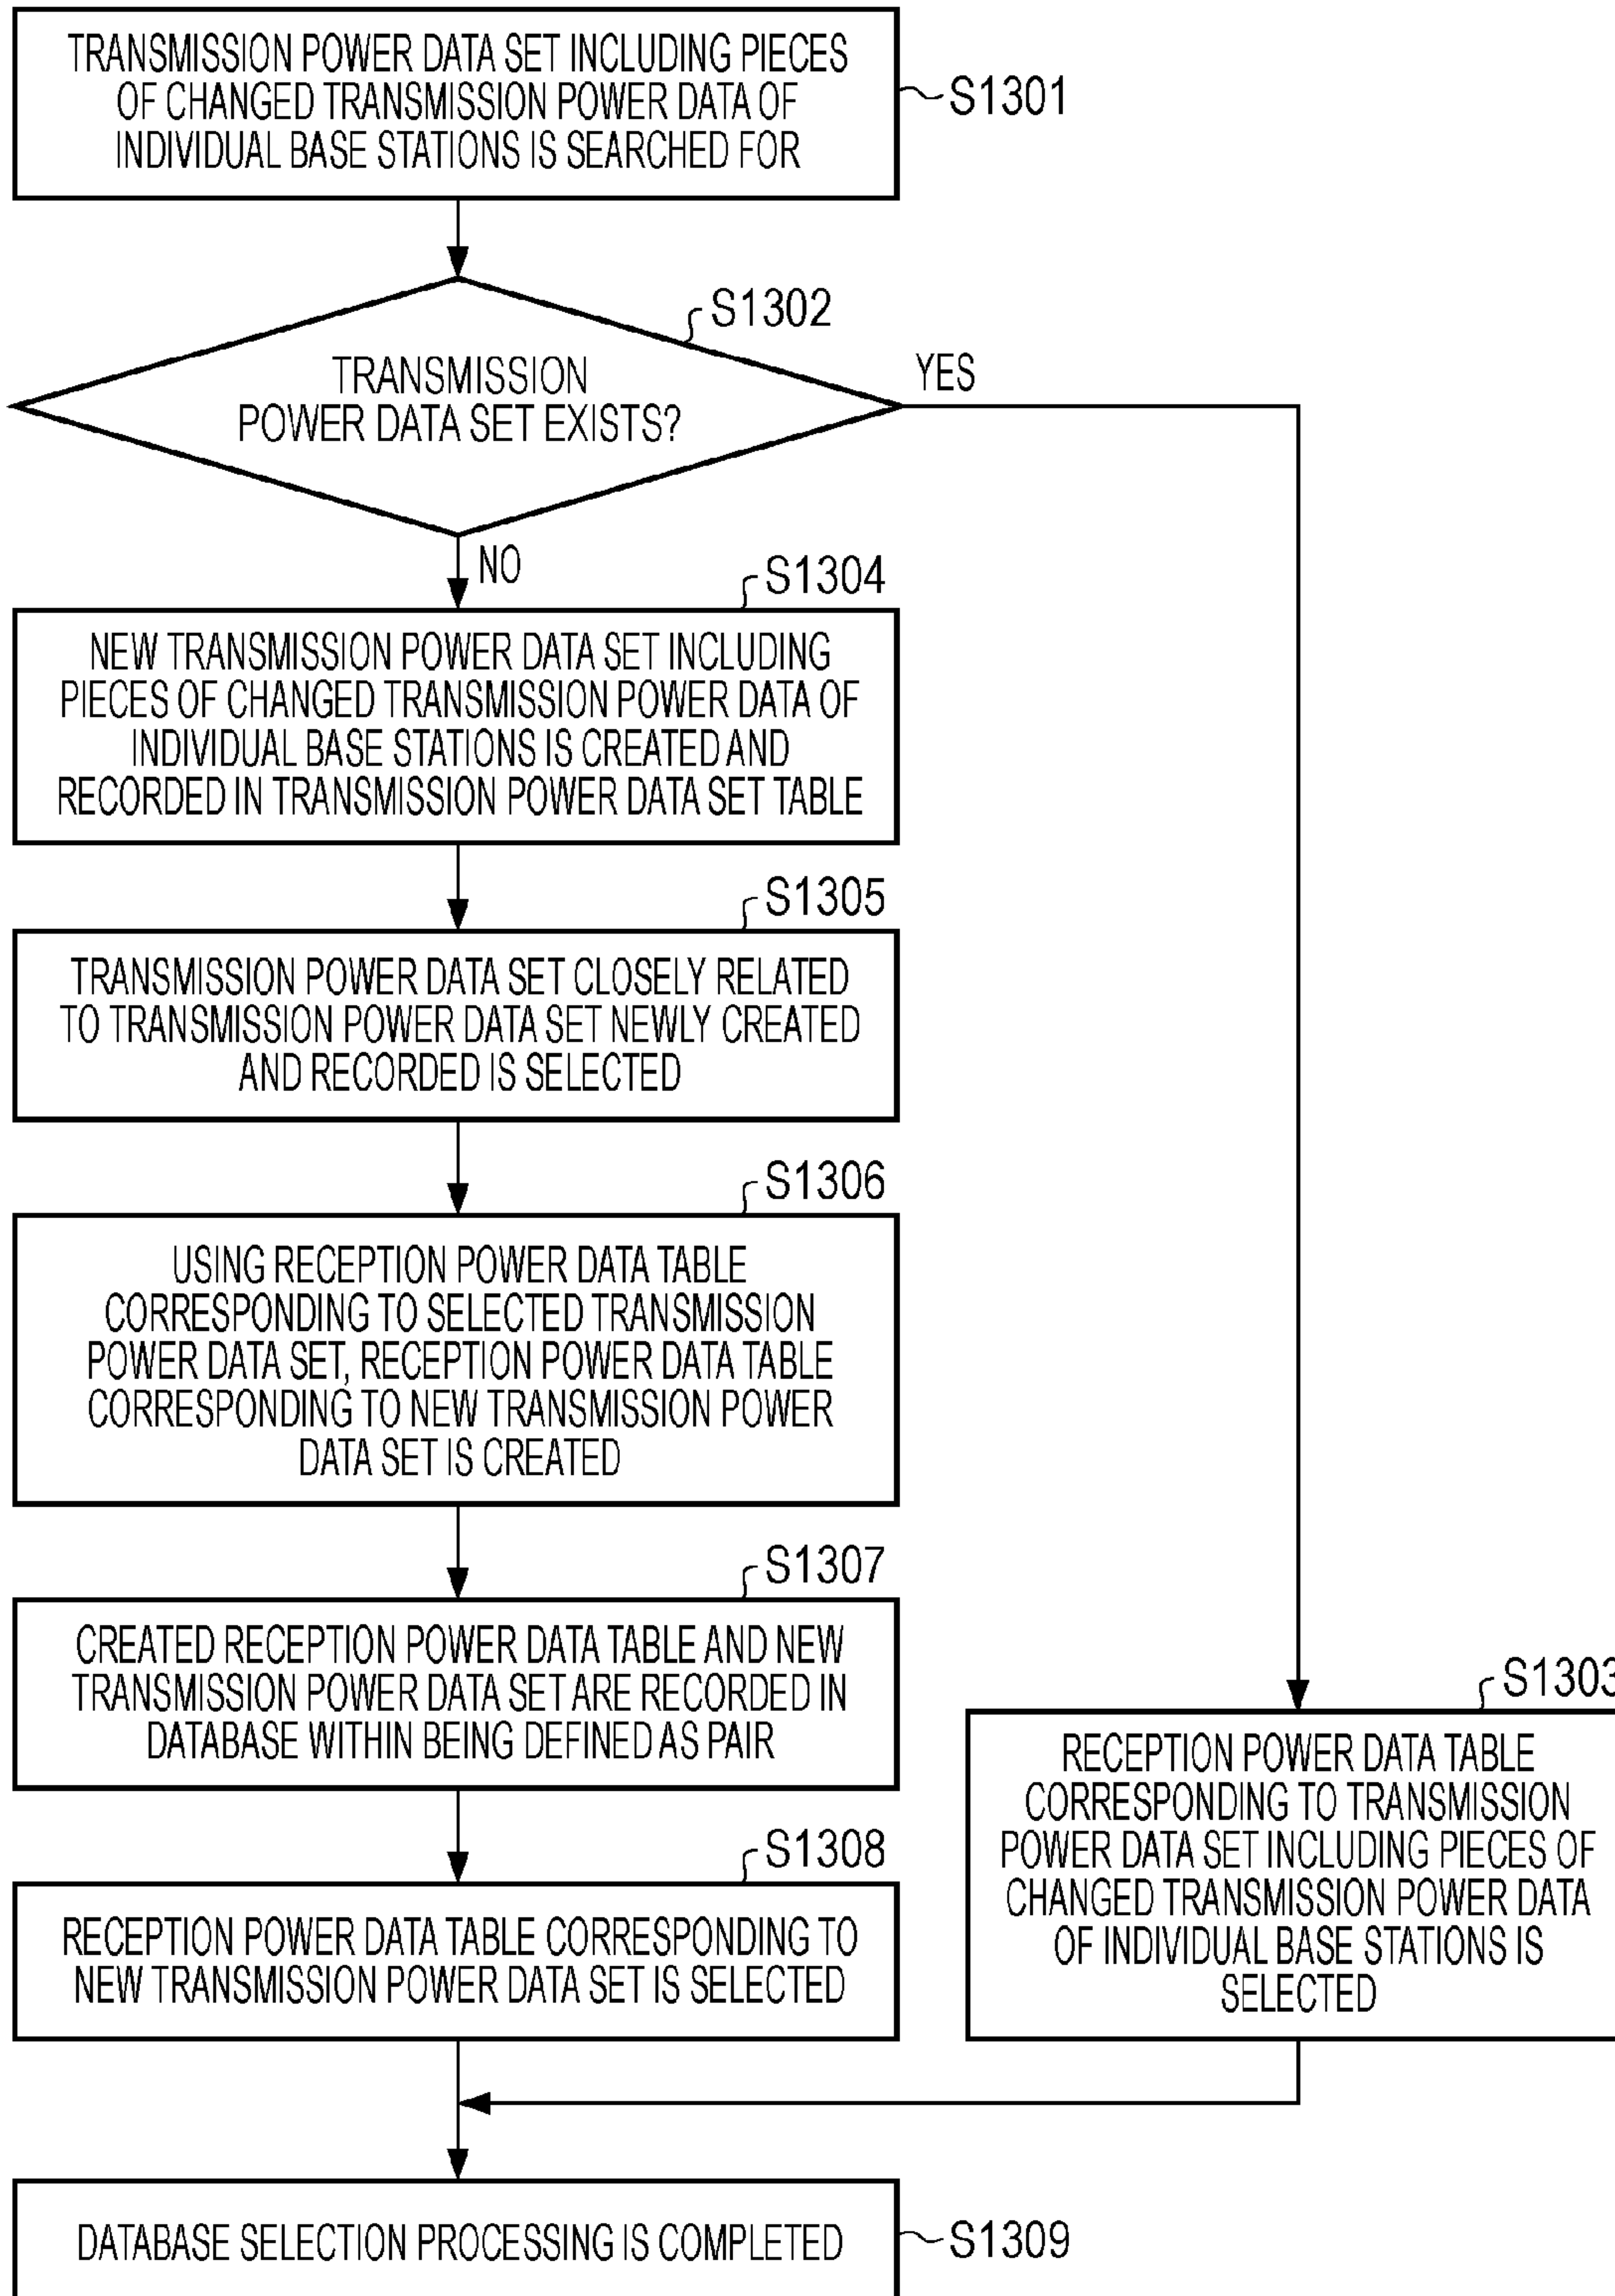 TRANSMISSION POWER DATA SET INCLUDING PIECES
OF CHANGED TRANSMISSION POWER DATA OF
INDIVIDUAL BASE STATIONS IS SEARCHED FOR
S1301
S1302
TRANSMISSION
POWER DATA SET EXISTS?
YES
NO
S1304
NEW TRANSMISSION POWER DATA SET INCLUDING
PIECES OF CHANGED TRANSMISSION POWER DATA OF
INDIVIDUAL BASE STATIONS IS CREATED AND
RECORDED IN TRANSMISSION POWER DATA SET TABLE
S1305
TRANSMISSION POWER DATA SET CLOSELY RELATED
TO TRANSMISSION POWER DATA SET NEWLY CREATED
AND RECORDED IS SELECTED
S1306
USING RECEPTION POWER DATA TABLE
CORRESPONDING TO SELECTED TRANSMISSION
POWER DATA SET, RECEPTION POWER DATA TABLE
CORRESPONDING TO NEW TRANSMISSION POWER
DATA SET IS CREATED
S1307
CREATED RECEPTION POWER DATA TABLE AND NEW
TRANSMISSION POWER DATA SET ARE RECORDED IN
DATABASE WITHIN BEING DEFINED AS PAIR
S1303
RECEPTION POWER DATA TABLE
CORRESPONDING TO TRANSMISSION
POWER DATA SET INCLUDING PIECES OF
CHANGED TRANSMISSION POWER DATA
OF INDIVIDUAL BASE STATIONS IS
SELECTED
S1308
RECEPTION POWER DATA TABLE CORRESPONDING TO
NEW TRANSMISSION POWER DATA SET IS SELECTED
DATABASE SELECTION PROCESSING IS COMPLETED
S1309